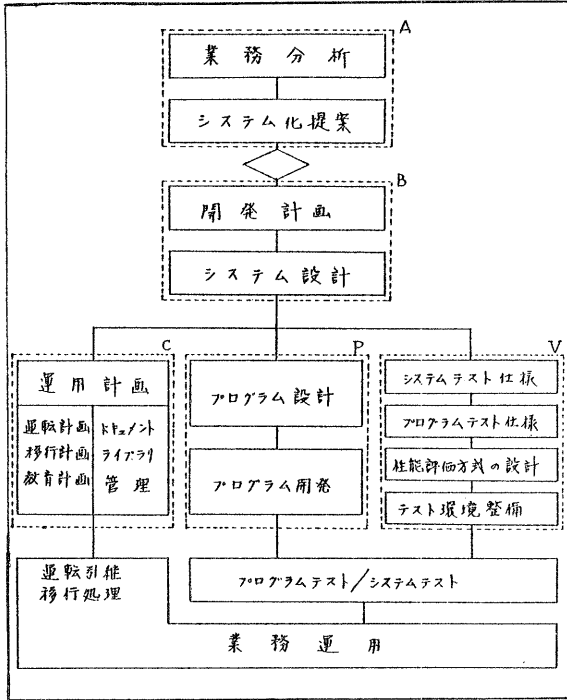 A
業務分析
システム化提案
B
開発計画
システム設計
C
運用計画
運転計画
移行計画
教育計画
ドキュメント
ライブラリ
管理
P
プログラム設計
プログラム開発
V
システムテスト仕様
プログラムテスト仕様
性能評価方式の設計
テスト環境整備
運転引継
移行処理
プログラムテスト/システムテスト
業務運用